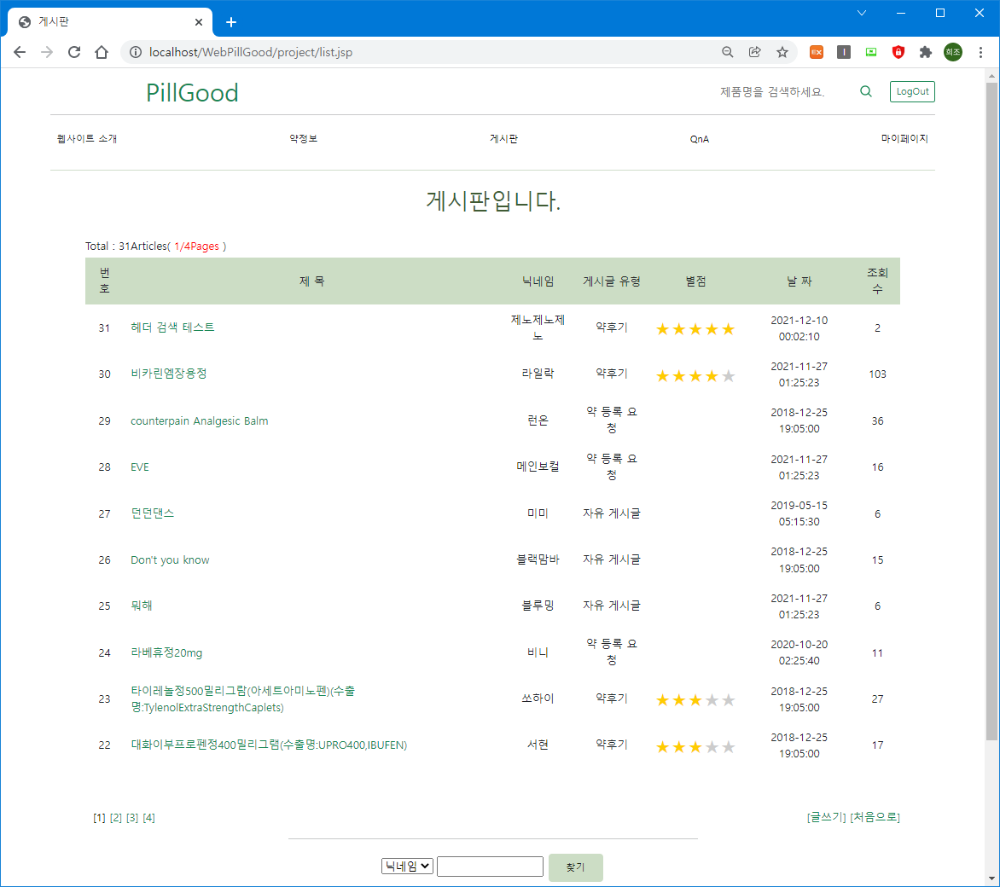 게시판
localhost/WebPillGood/project/list.jsp
희조
PillGood
제품명을 검색하세요.
LogOut
웹사이트 소개 약정보 게시판 QnA 마이페이지
게시판입니다.
Total : 31Articles( 1/4Pages )
번호 제 목 닉네임 게시글 유형 별점 날 짜 조회수
31 헤더 검색 테스트 제노제노제노 약후기 ★★★★★ 2021-12-10 00:02:10 2
30 비카린엠장용정 라일락 약후기 ★★★★★ 2021-11-27 01:25:23 103
29 counterpain Analgesic Balm 런온 약 등록 요청 2018-12-25 19:05:00 36
28 EVE 메인보컬 약 등록 요청 2021-11-27 01:25:23 16
27 던던댄스 미미 자유 게시글 2019-05-15 05:15:30 6
26 Don't you know 블랙맘바 자유 게시글 2018-12-25 19:05:00 15
25 뭐해 블루밍 자유 게시글 2021-11-27 01:25:23 6
24 라베휴정20mg 비니 약 등록 요청 2020-10-20 02:25:40 11
23 타이레놀정500밀리그람(아세트아미노펜)(수출명:TylenolExtraStrengthCaplets) 쏘하이 약후기 ★★★★★ 2018-12-25 19:05:00 27
22 대화이부프로펜정400밀리그램(수출명:UPRO400,IBUFEN) 서현 약후기 ★★★★★ 2018-12-25 19:05:00 17
[1] [2] [3] [4] [글쓰기] [처음으로]
닉네임 찾기